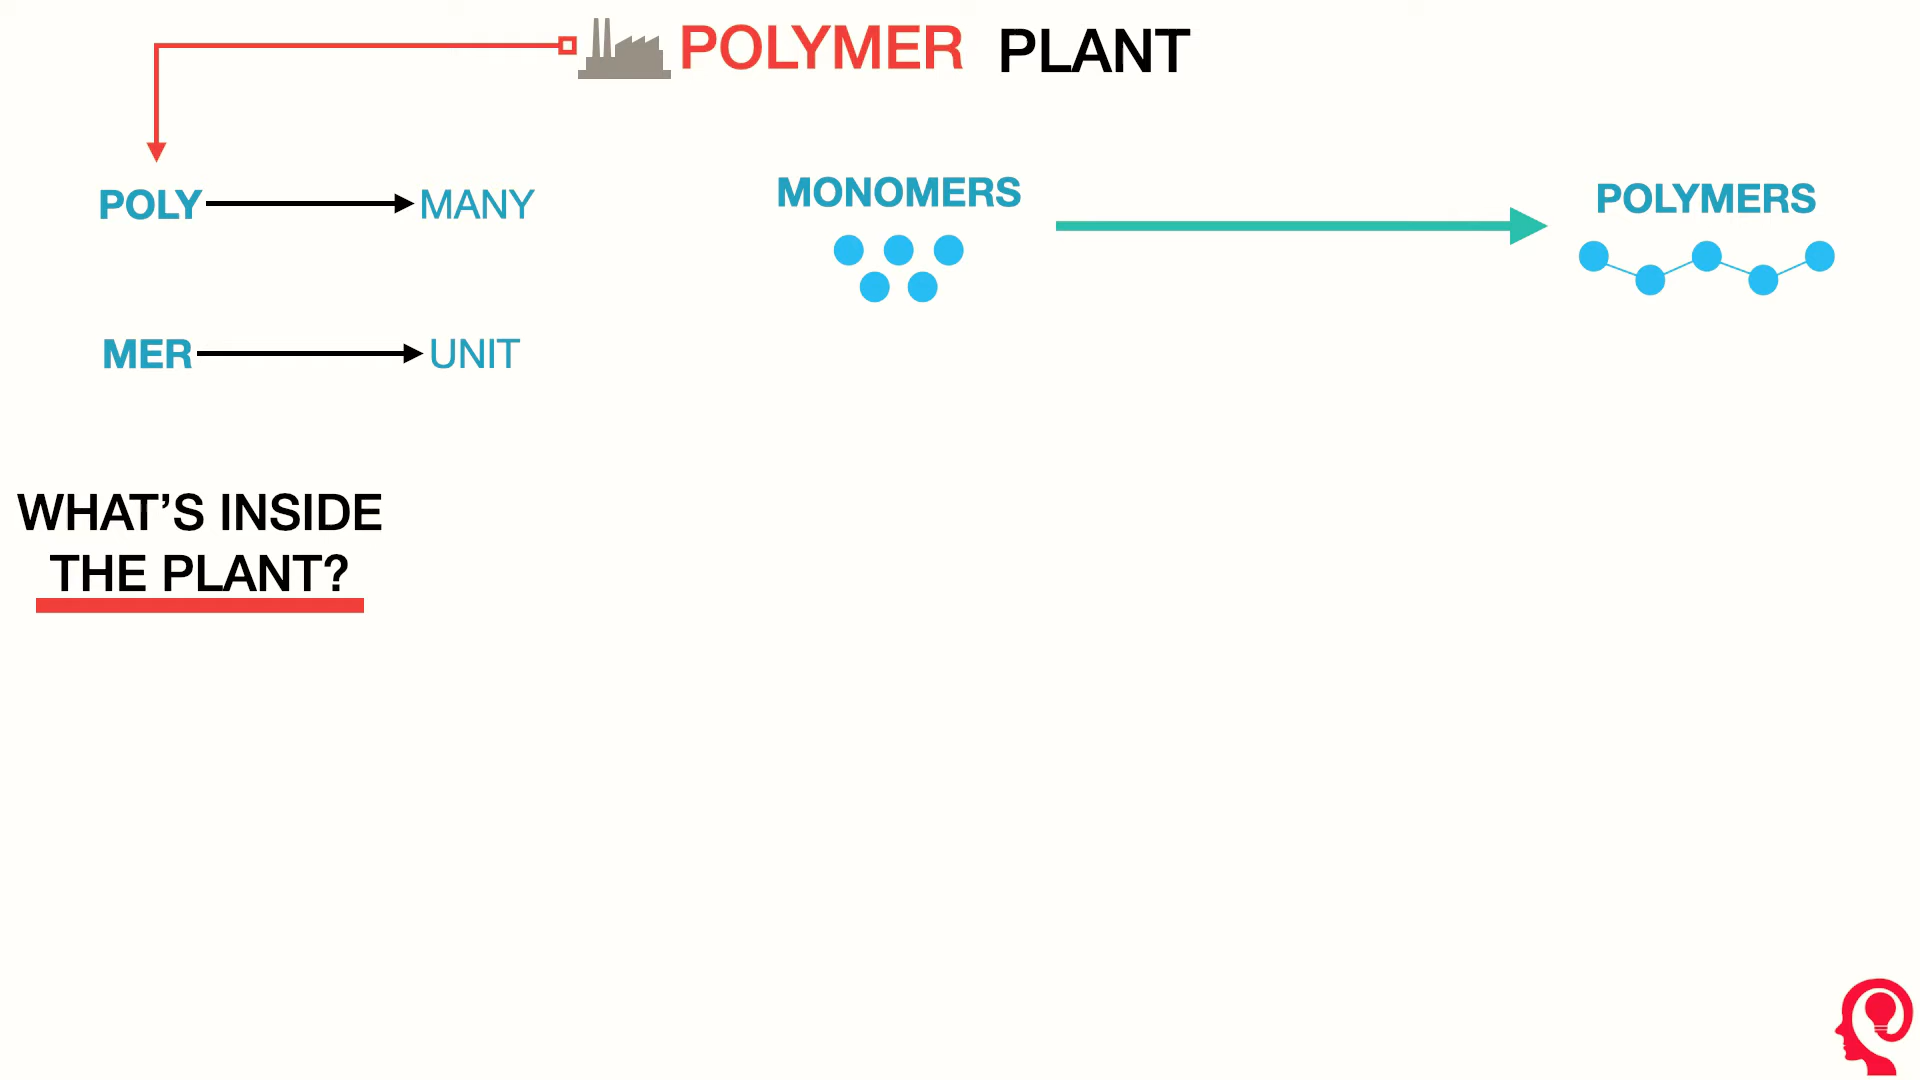 POLYMER PLANT
POLY MANY
MER UNIT
MONOMERS
POLYMERS
WHAT’S INSIDE
THE PLANT?